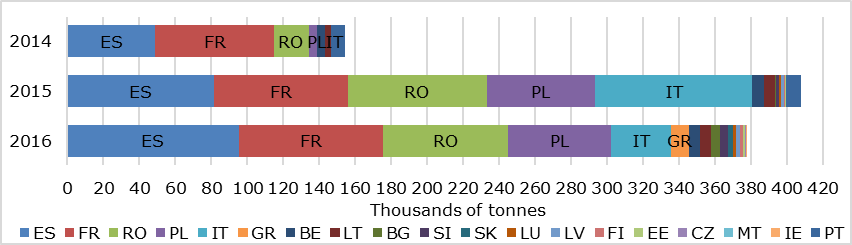 2014 ES FR RO PL IT
2015 ES FR RO PL IT
2016 ES FR RO PL IT GR
0 20 40 60 80 100 120 140 160 180 200 220 240 260 280 300 320 340 360 380 400 420
Thousands of tonnes
ES FR RO PL IT GR BE LT BG SI SK LU LV FI EE CZ MT IE PT